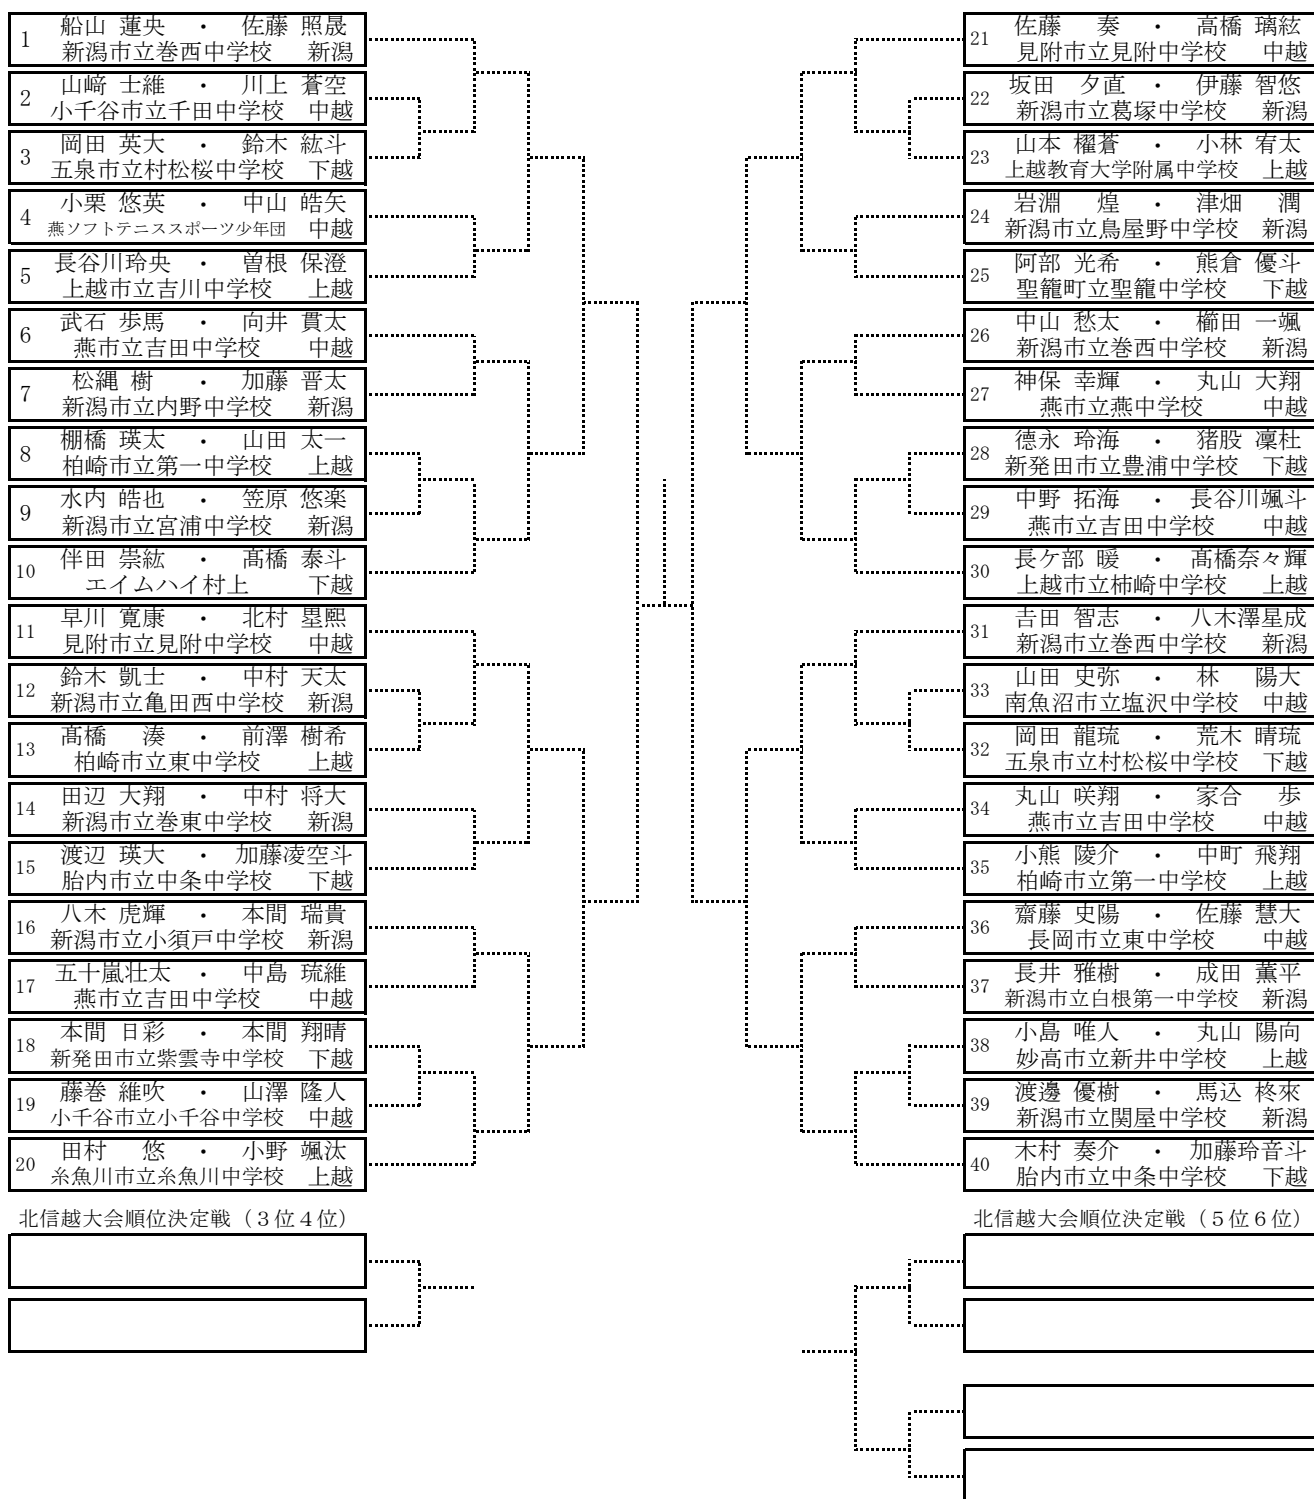 1 船山 蓮央 ・ 佐藤 照晟
新潟市立巻西中学校 新潟
2 山﨑 士維 ・ 川上 蒼空
小千谷市立千田中学校 中越
3 岡田 英大 ・ 鈴木 紘斗
五泉市立村松桜中学校 下越
4 小栗 悠英 ・ 中山 皓矢
燕ソフトテニススポーツ少年団 中越
5 長谷川玲央 ・ 曽根 保澄
上越市立吉川中学校 上越
6 武石 歩馬 ・ 向井 貫太
燕市立吉田中学校 中越
7 松縄 樹 ・ 加藤 晋太
新潟市立内野中学校 新潟
8 棚橋 瑛太 ・ 山田 太一
柏崎市立第一中学校 上越
9 水内 皓也 ・ 笠原 悠楽
新潟市立宮浦中学校 新潟
10 伴田 崇紘 ・ 髙橋 泰斗
エイムハイ村上 下越
11 早川 寛康 ・ 北村 塁熙
見附市立見附中学校 中越
12 鈴木 凱士 ・ 中村 天太
新潟市立亀田西中学校 新潟
13 髙橋 湊 ・ 前澤 樹希
柏崎市立東中学校 上越
14 田辺 大翔 ・ 中村 将大
新潟市立巻東中学校 新潟
15 渡辺 瑛大 ・ 加藤凌空斗
胎内市立中条中学校 下越
16 八木 虎輝 ・ 本間 瑞貴
新潟市立小須戸中学校 新潟
17 五十嵐壮太 ・ 中島 琉維
燕市立吉田中学校 中越
18 本間 日彩 ・ 本間 翔晴
新発田市立紫雲寺中学校 下越
19 藤巻 維吹 ・ 山澤 隆人
小千谷市立小千谷中学校 中越
20 田村 悠 ・ 小野 颯汰
糸魚川市立糸魚川中学校 上越
北信越大会順位決定戦（３位４位）
21 佐藤 奏 ・ 高橋 璃絃
見附市立見附中学校 中越
22 坂田 夕直 ・ 伊藤 智悠
新潟市立葛塚中学校 新潟
23 山本 櫂蒼 ・ 小林 宥太
上越教育大学附属中学校 上越
24 岩淵 煌 ・ 津畑 潤
新潟市立鳥屋野中学校 新潟
25 阿部 光希 ・ 熊倉 優斗
聖籠町立聖籠中学校 下越
26 中山 愁太 ・ 櫛田 一颯
新潟市立巻西中学校 新潟
27 神保 幸輝 ・ 丸山 大翔
燕市立燕中学校 中越
28 德永 玲海 ・ 猪股 凜杜
新発田市立豊浦中学校 下越
29 中野 拓海 ・ 長谷川颯斗
燕市立吉田中学校 中越
30 長ケ部 暖 ・ 髙橋奈々輝
上越市立柿崎中学校 上越
31 𠮷田 智志 ・ 八木澤星成
新潟市立巻西中学校 新潟
33 山田 史弥 ・ 林 陽大
南魚沼市立塩沢中学校 中越
32 岡田 龍琉 ・ 荒木 晴琉
五泉市立村松桜中学校 下越
34 丸山 咲翔 ・ 家合 歩
燕市立吉田中学校 中越
35 小熊 陵介 ・ 中町 飛翔
柏崎市立第一中学校 上越
36 齋藤 史陽 ・ 佐藤 慧大
長岡市立東中学校 中越
37 長井 雅樹 ・ 成田 薫平
新潟市立白根第一中学校 新潟
38 小島 唯人 ・ 丸山 陽向
妙高市立新井中学校 上越
39 渡邊 優樹 ・ 馬込 柊來
新潟市立関屋中学校 新潟
40 木村 奏介 ・ 加藤玲音斗
胎内市立中条中学校 下越
北信越大会順位決定戦（５位６位）